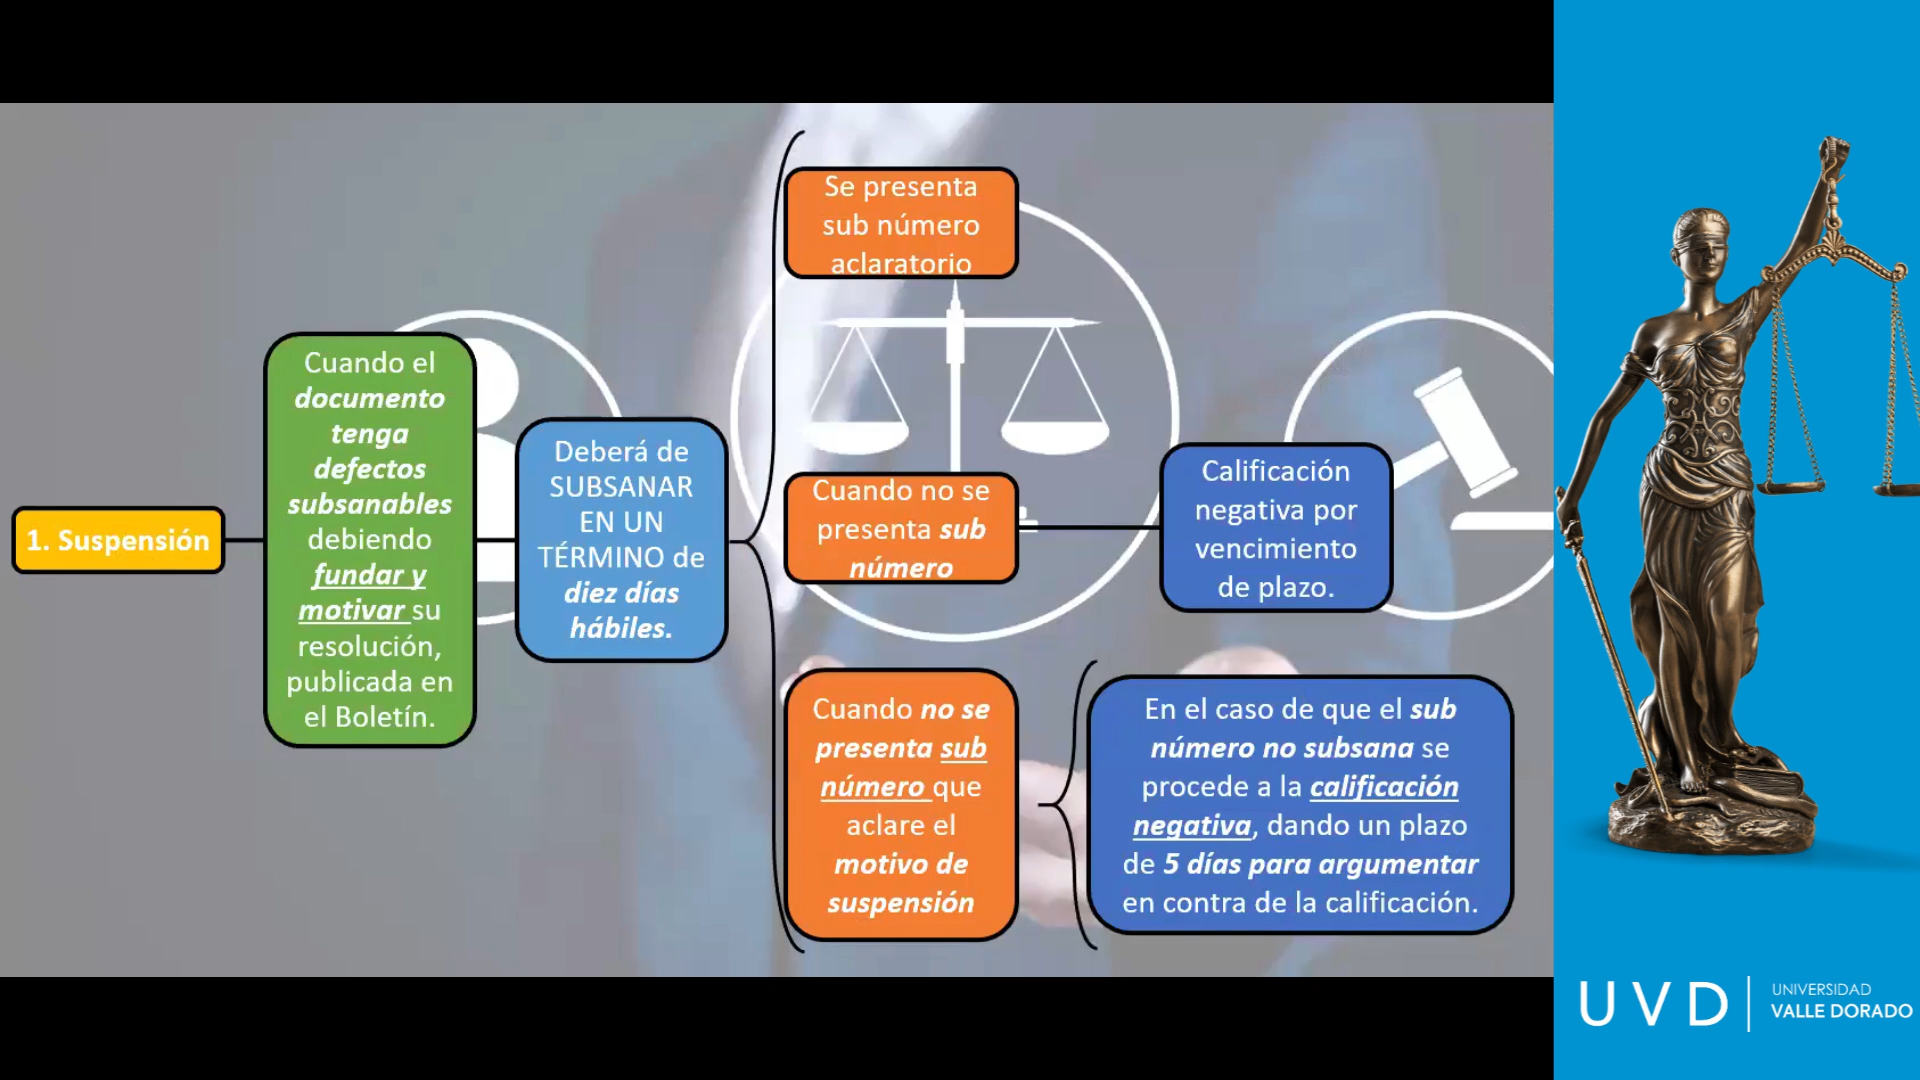 1. Suspensión
Cuando el
documento
tenga
defectos
subsanables
debiendo
fundar y
motivar su
resolución,
publicada en
el Boletín.
Deberá de
SUBSANAR
EN UN
TÉRMINO de
diez días
hábiles.
Se presenta
sub número
aclaratorio
Cuando no se
presenta sub
número
Calificación
negativa por
vencimiento
de plazo.
Cuando no se
presenta sub
número que
aclare el
motivo de
suspensión
En el caso de que el sub
número no subsana se
procede a la calificación
negativa, dando un plazo
de 5 días para argumentar
en contra de la calificación.
UVD
UNIVERSIDAD
VALLE DORADO